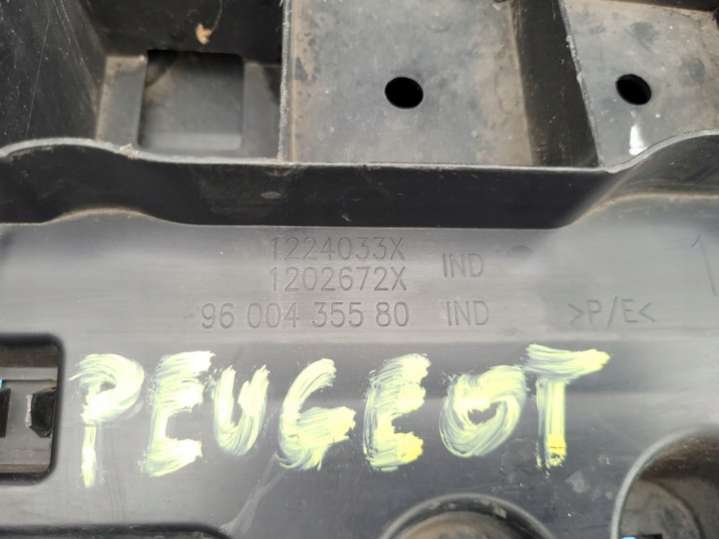 1224033X
1202672X IND
96 004 355 80 IND >P/E<
PEUGEOT